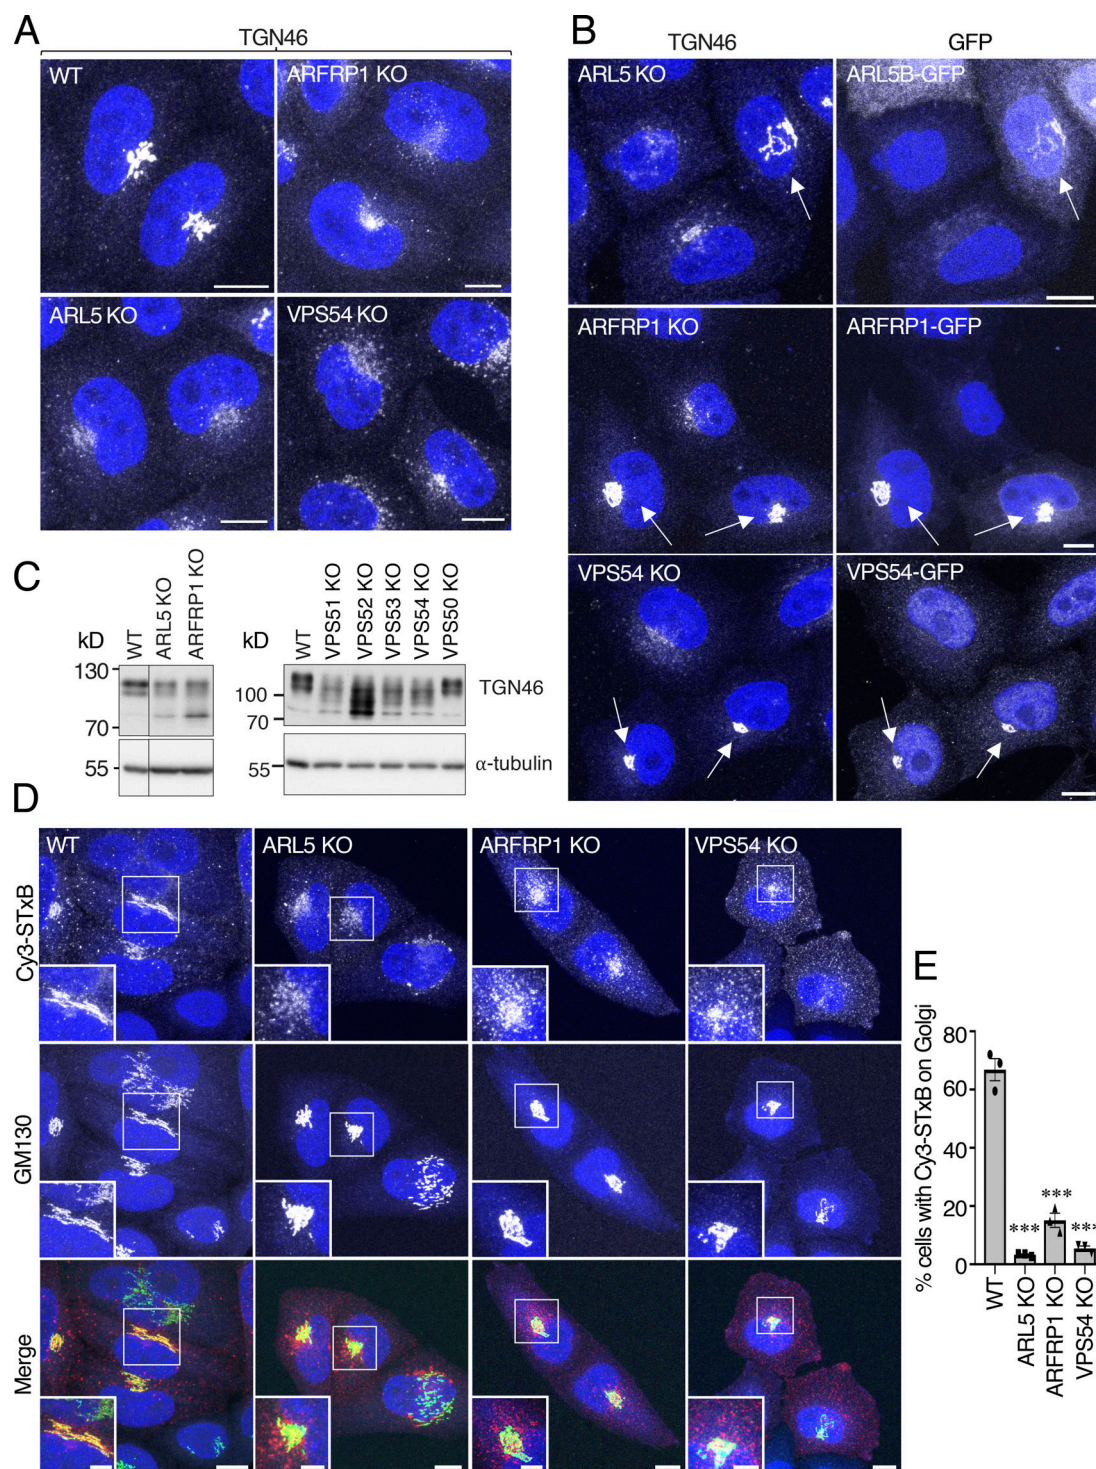 A
TGN46
WT
ARFRP1 KO
ARL5 KO
VPS54 KO
B
TGN46
GFP
ARL5 KO
ARL5B-GFP
ARFRP1 KO
ARFRP1-GFP
VPS54 KO
VPS54-GFP
C
kD
WT
ARL5 KO
ARFRP1 KO
130
70
55
kD
WT
VPS51 KO
VPS52 KO
VPS53 KO
VPS54 KO
VPS50 KO
100
70
55
TGN46
α-tubulin
D
WT
ARL5 KO
ARFRP1 KO
VPS54 KO
Cy3-STxB
GM130
Merge
E
% cells with Cy3-STxB on Golgi
80
60
40
20
0
***
***
***
WT
ARL5 KO
ARFRP1 KO
VPS54 KO